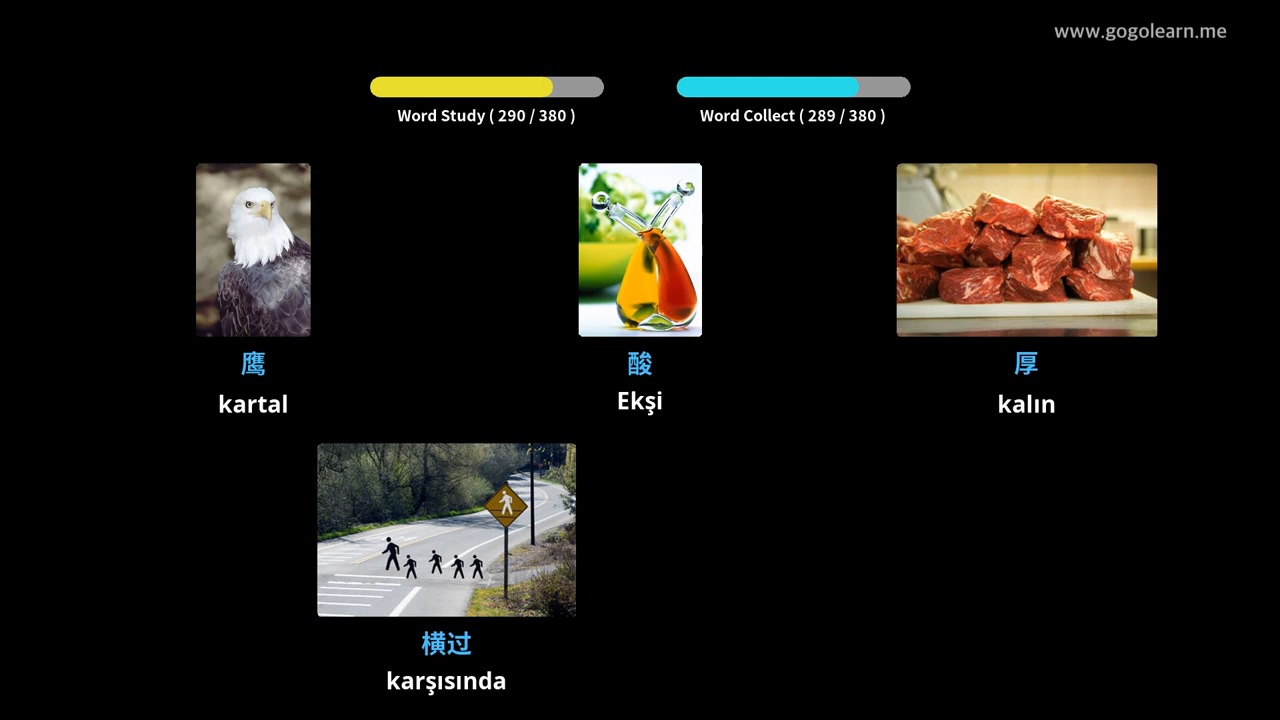 www.gogolearn.me
Word Study ( 290 / 380 )
Word Collect ( 289 / 380 )
鹰
kartal
酸
Ekşi
厚
kalın
横过
karşısında